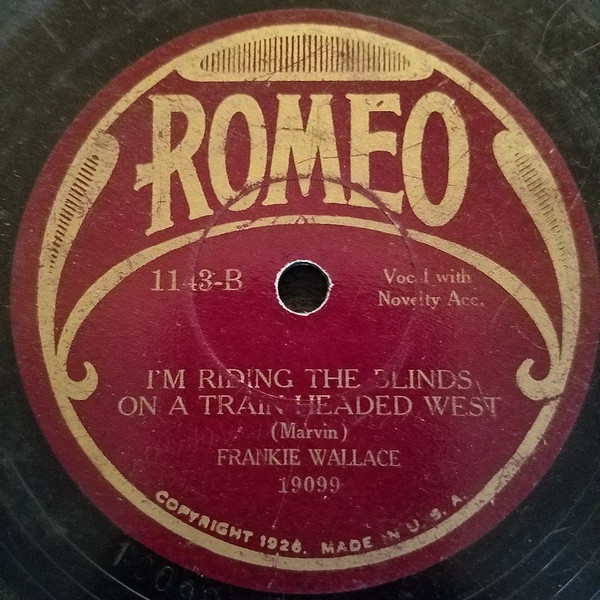 ROMEO
1143-B
Vocal with
Novelty Acc.
I'M RIDING THE BLINDS
ON A TRAIN HEADED WEST
(Marvin)
FRANKIE WALLACE
19099
COPYRIGHT 1926. MADE IN U. S. A.